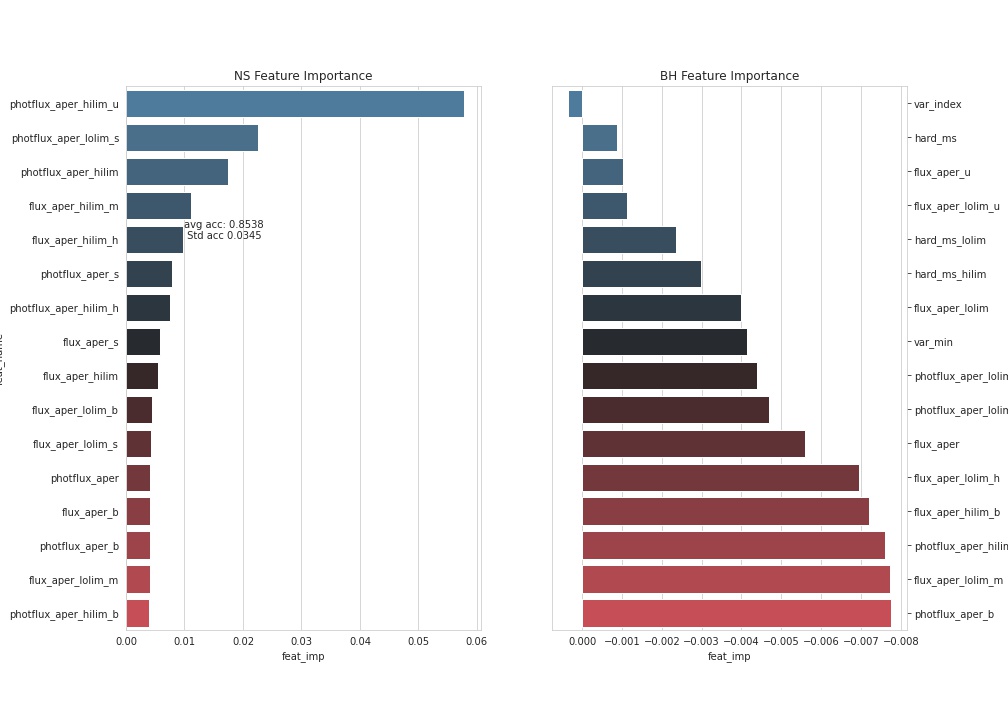 NS Feature Importance
photflux_aper_hilim_u
photflux_aper_lolim_s
photflux_aper_hilim
flux_aper_hilim_m
flux_aper_hilim_h
photflux_aper_s
photflux_aper_hilim_h
flux_aper_s
flux_aper_hilim
flux_aper_lolim_b
flux_aper_lolim_s
photflux_aper
flux_aper_b
photflux_aper_b
flux_aper_lolim_m
photflux_aper_hilim_b
avg acc: 0.8538
Std acc 0.0345
0.00 0.01 0.02 0.03 0.04 0.05 0.06
feat_imp
BH Feature Importance
var_index
hard_ms
flux_aper_u
flux_aper_lolim_u
hard_ms_lolim
hard_ms_hilim
flux_aper_lolim
var_min
photflux_aper_lolim
photflux_aper_lolim
flux_aper
flux_aper_lolim_h
flux_aper_hilim_b
photflux_aper_hilim
flux_aper_lolim_m
photflux_aper_b
0.000 −0.001 −0.002 −0.003 −0.004 −0.005 −0.006 −0.007 −0.008
feat_imp